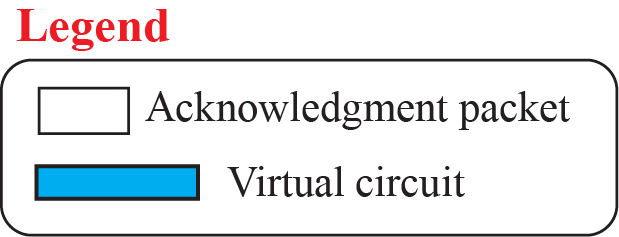 Legend
Acknowledgment packet
Virtual circuit